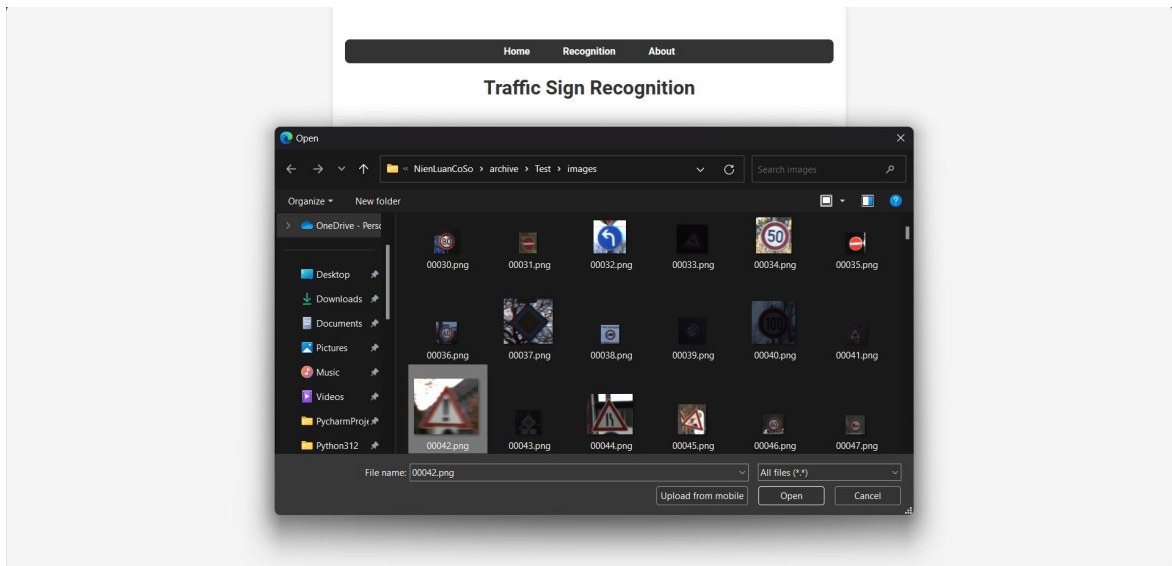 Home Recognition About
Traffic Sign Recognition
Open
« NienLuanCoSo › archive › Test › images
Search images
Organize New folder
OneDrive - Perso
80
50
00030.png 00031.png 00032.png 00033.png 00034.png 00035.png
Desktop
Downloads
Documents
100
00036.png 00037.png 00038.png 00039.png 00040.png 00041.png
Pictures
Music
Videos
PycharmProje
Python312
00042.png 00043.png 00044.png 00045.png 00046.png 00047.png
File name: 00042.png All files (*.*)
Upload from mobile Open Cancel